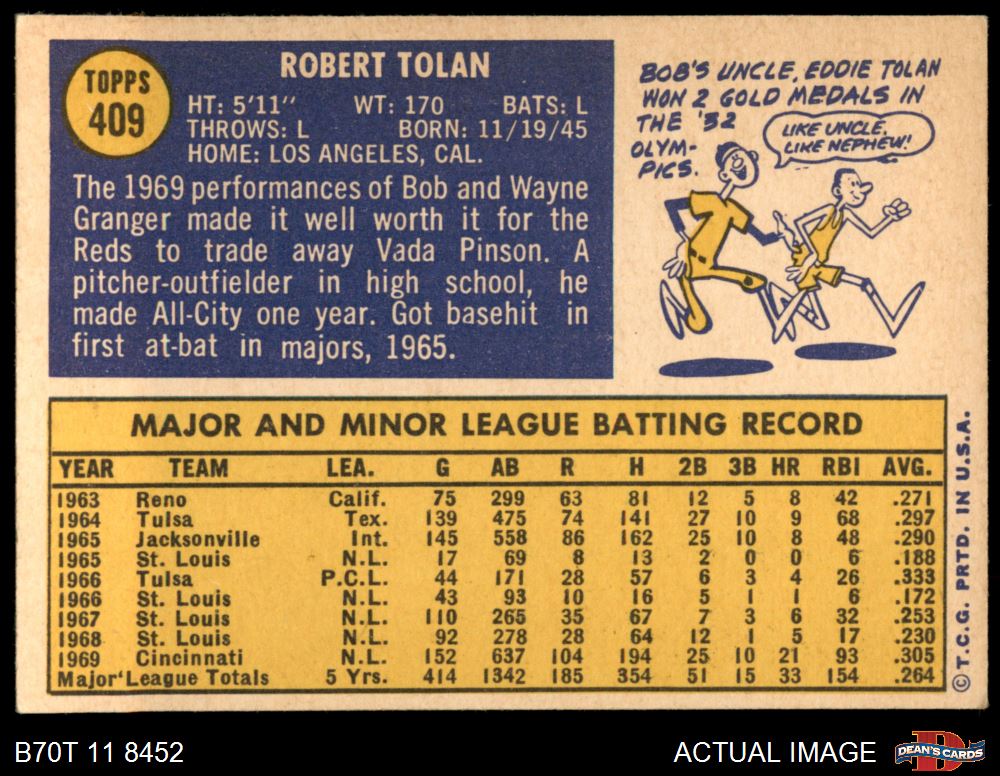 TOPPS
409
ROBERT TOLAN
HT: 5'11" WT: 170 BATS: L
THROWS: L BORN: 11/19/45
HOME: LOS ANGELES, CAL.
The 1969 performances of Bob and Wayne
Granger made it well worth it for the
Reds to trade away Vada Pinson. A
pitcher-outfielder in high school, he
made All-City one year. Got basehit in
first at-bat in majors, 1965.
BOB'S UNCLE, EDDIE TOLAN
WON 2 GOLD MEDALS IN
THE '32
OLYM-
PICS.
LIKE UNCLE,
LIKE NEPHEW!
MAJOR AND MINOR LEAGUE BATTING RECORD
YEAR TEAM LEA. G AB R H 2B 3B HR RBI AVG.
1963 Reno Calif. 75 299 63 81 12 5 8 42 .271
1964 Tulsa Tex. 139 475 74 141 27 10 9 68 .297
1965 Jacksonville Int. 145 558 86 162 25 10 8 48 .290
1965 St. Louis N.L. 17 69 8 13 2 0 0 6 .188
1966 Tulsa P.C.L. 44 171 28 57 6 3 4 26 .333
1966 St. Louis N.L. 43 93 10 16 5 1 1 6 .172
1967 St. Louis N.L. 110 265 35 67 7 3 6 32 .253
1968 St. Louis N.L. 92 278 28 64 12 1 5 17 .230
1969 Cincinnati N.L. 152 637 104 194 25 10 21 93 .305
Major League Totals 5 Yrs. 414 1342 185 354 51 15 33 154 .264
© T.C.G. PRTD. IN U.S.A.
B70T 11 8452
ACTUAL IMAGE
D
DEAN'S CARDS